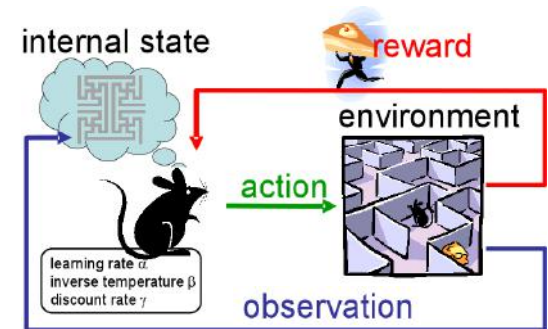 internal state
reward
environment
action
learning rate α
inverse temperature β
discount rate γ
observation